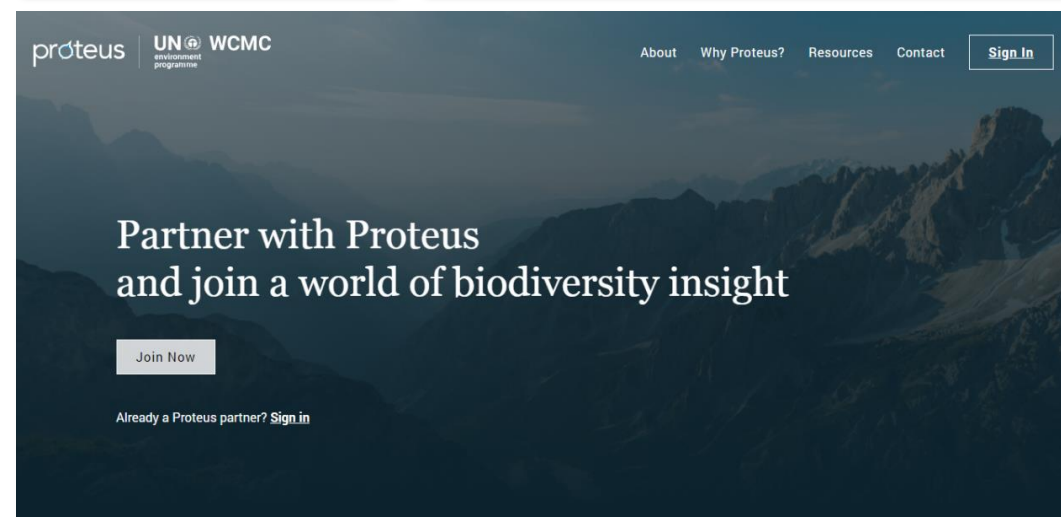 proteus
UN WCMC
environment
programme
About Why Proteus? Resources Contact Sign In
Partner with Proteus
and join a world of biodiversity insight
Join Now
Already a Proteus partner? Sign in